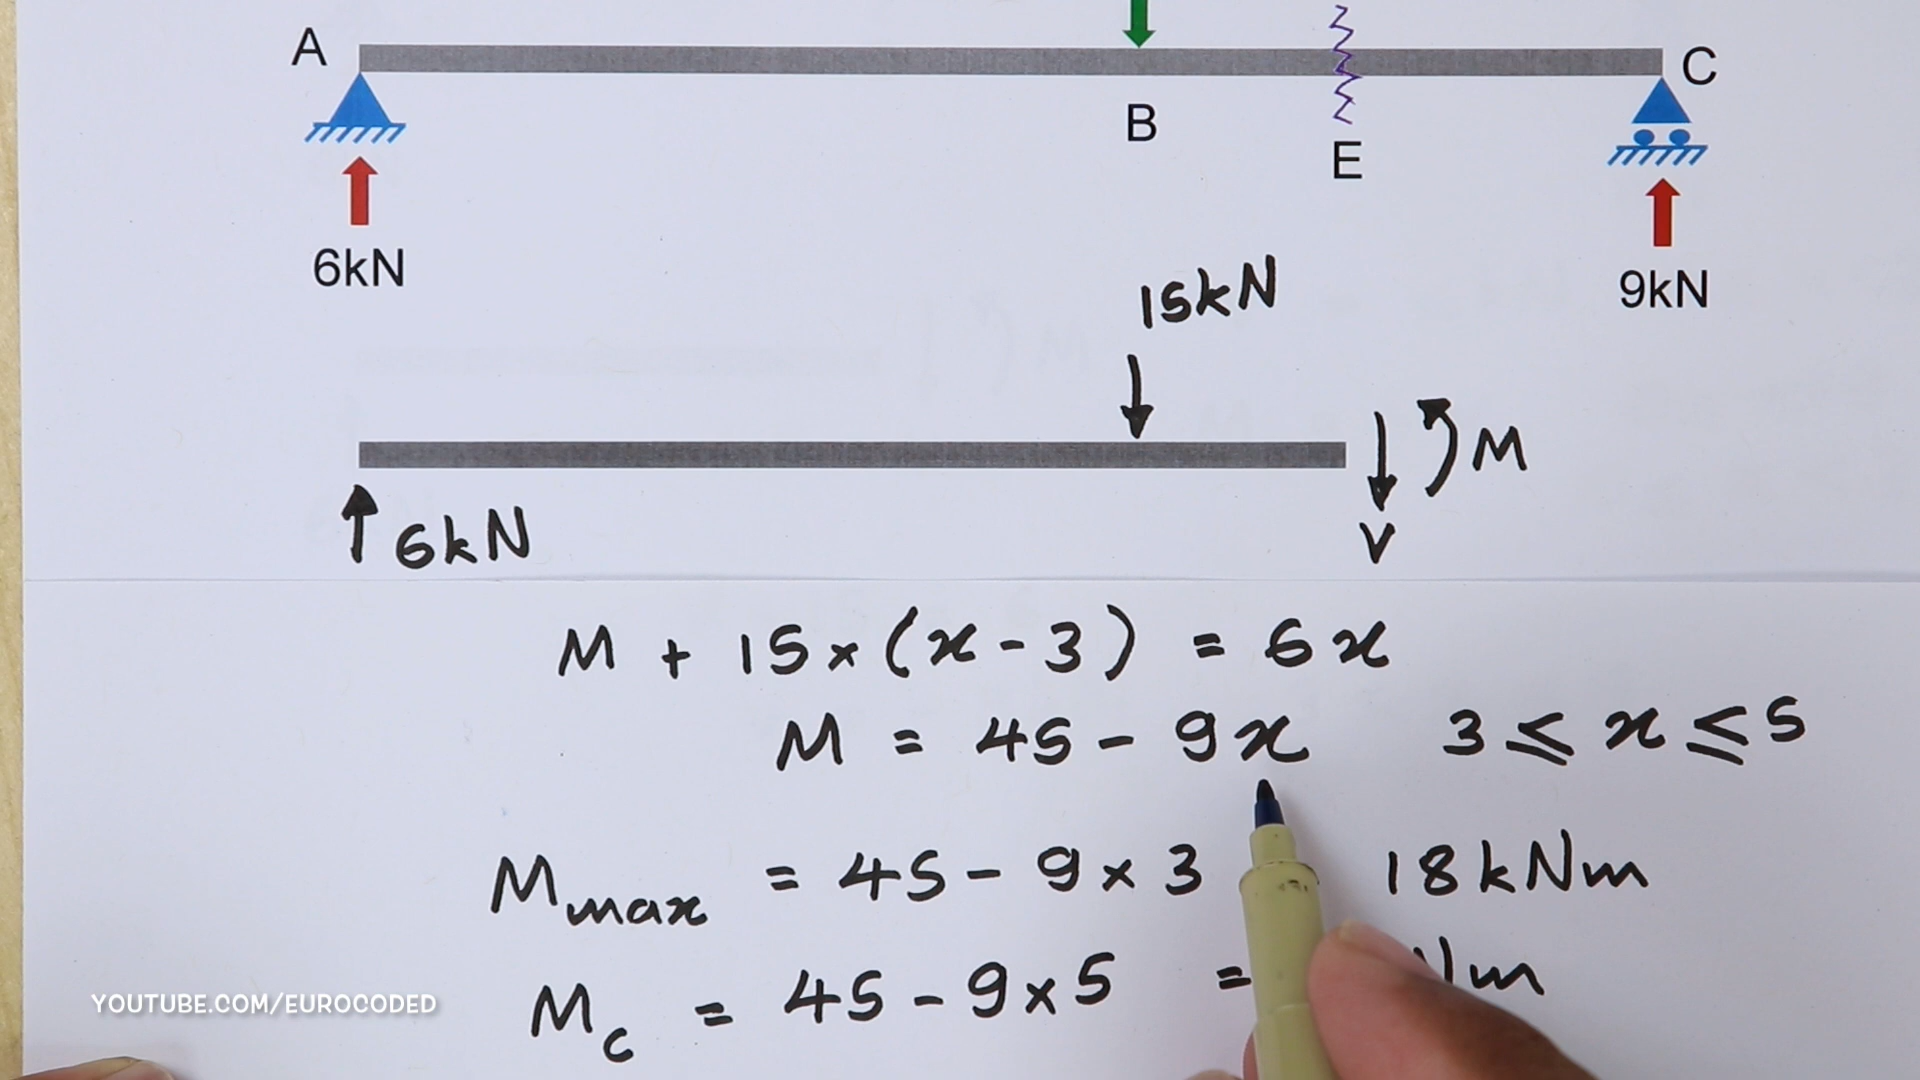 A
C
B
E
6kN
9kN
15kN
M
V
6kN
M + 15×(x-3) = 6x
M = 45 - 9x 3 ≤ x ≤ 5
Mmax = 45 - 9×3 18kNm
Mc = 45 - 9×5 = Nm
YOUTUBE.COM/EUROCODED